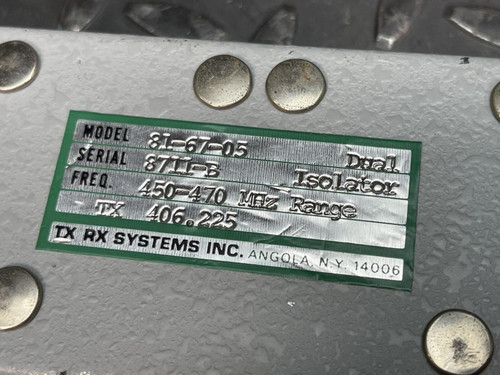 MODEL 81-67-05 Dual
SERIAL 8711-B Isolator
FREQ. 450-470 MHz Range
TX 406.225
TX RX SYSTEMS INC. ANGOLA, N.Y. 14006